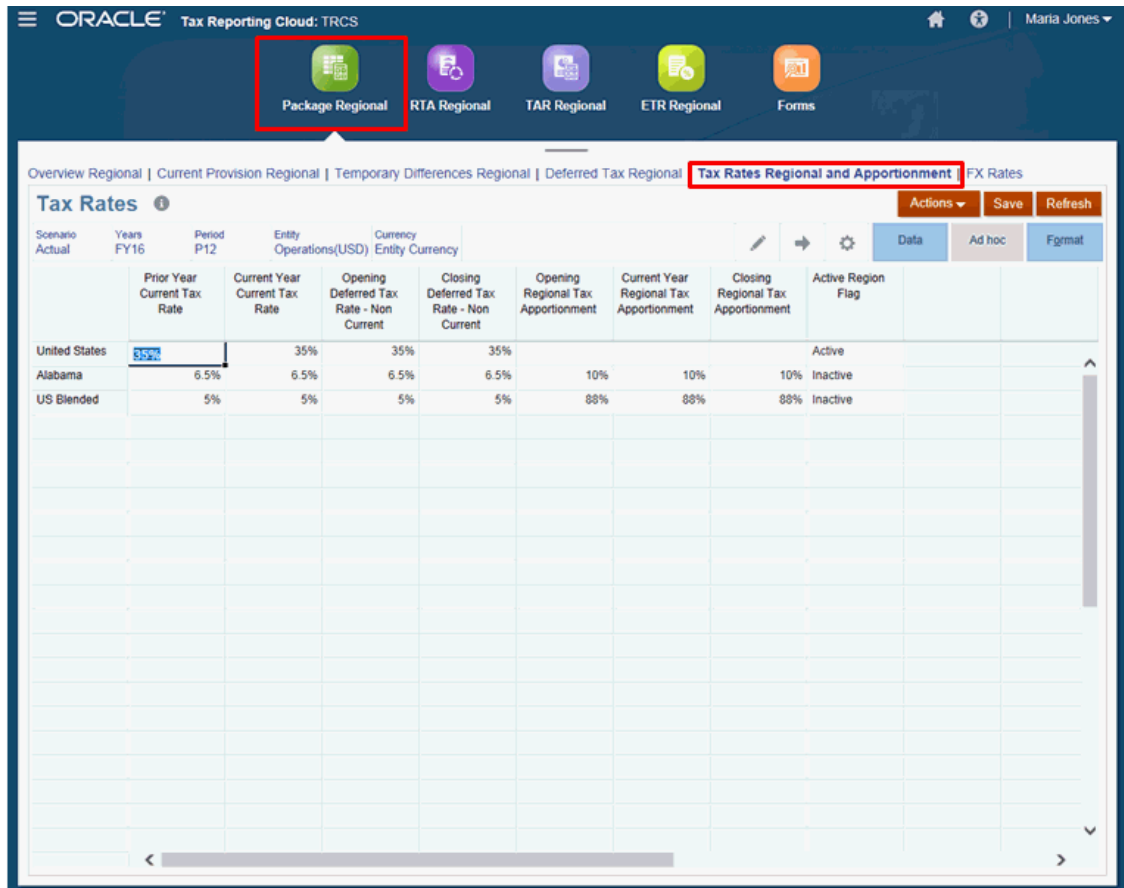 ORACLE Tax Reporting Cloud: TRCS Maria Jones
Package Regional RTA Regional TAR Regional ETR Regional Forms
Overview Regional | Current Provision Regional | Temporary Differences Regional | Deferred Tax Regional | Tax Rates Regional and Apportionment | FX Rates
Tax Rates Actions Save Refresh
Scenario Years Period Entity Currency
Actual FY16 P12 Operations(USD) Entity Currency Data Ad hoc Format
Prior Year Current Year Opening Closing Opening Current Year Closing Active Region
Current Tax Current Tax Deferred Tax Deferred Tax Regional Tax Regional Tax Regional Tax Flag
Rate Rate Rate - Non Rate - Non Apportionment Apportionment Apportionment
Current Current
United States 35% 35% 35% 35% Active
Alabama 6.5% 6.5% 6.5% 6.5% 10% 10% 10% Inactive
US Blended 5% 5% 5% 5% 88% 88% 88% Inactive